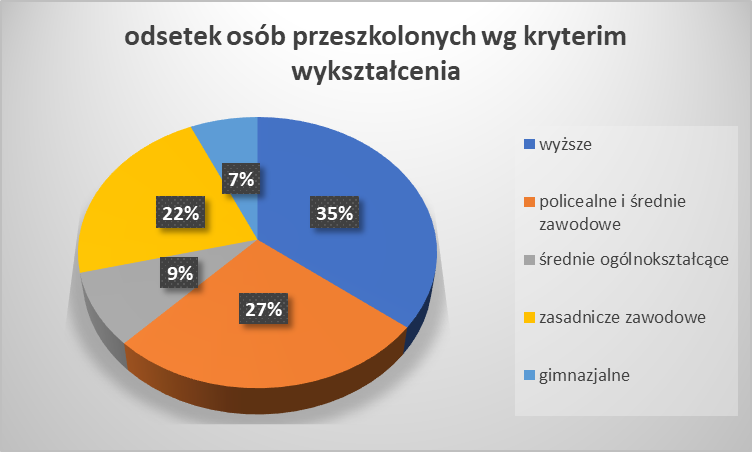 odsetek osób przeszkolonych wg kryterim
wykształcenia
35%
27%
9%
22%
7%
wyższe
policealne i średnie
zawodowe
średnie ogólnokształcące
zasadnicze zawodowe
gimnazjalne